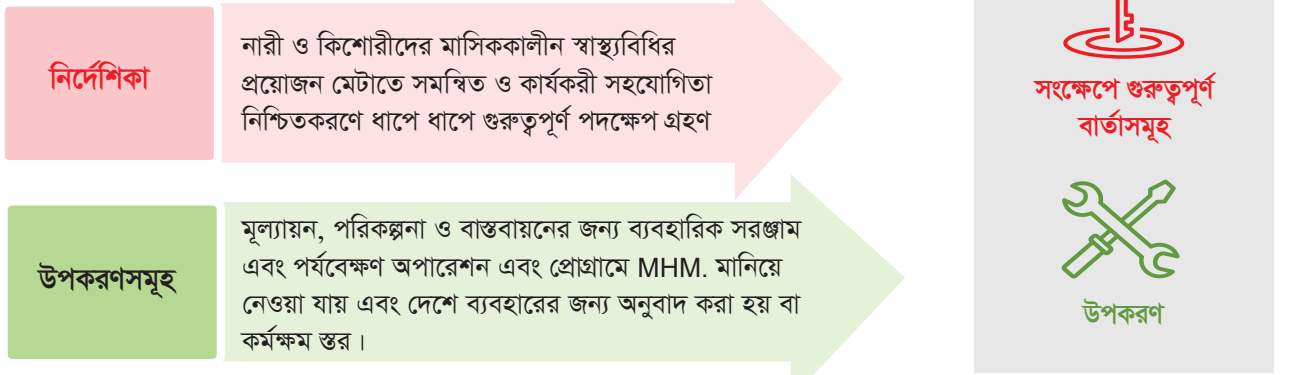 নির্দেশিকা
নারী ও কিশোরীদের মাসিককালীন স্বাস্থ্যবিধির
প্রয়োজন মেটাতে সমন্বিত ও কার্যকরী সহযোগিতা
নিশ্চিতকরণে ধাপে ধাপে গুরুত্বপূর্ণ পদক্ষেপ গ্রহণ
উপকরণসমূহ
মূল্যায়ন, পরিকল্পনা ও বাস্তবায়নের জন্য ব্যবহারিক সরঞ্জাম
এবং পর্যবেক্ষণ অপারেশন এবং প্রোগ্রামে MHM. মানিয়ে
নেওয়া যায় এবং দেশে ব্যবহারের জন্য অনুবাদ করা হয় বা
কর্মক্ষম স্তর।
সংক্ষেপে গুরুত্বপূর্ণ
বার্তাসমূহ
উপকরণ